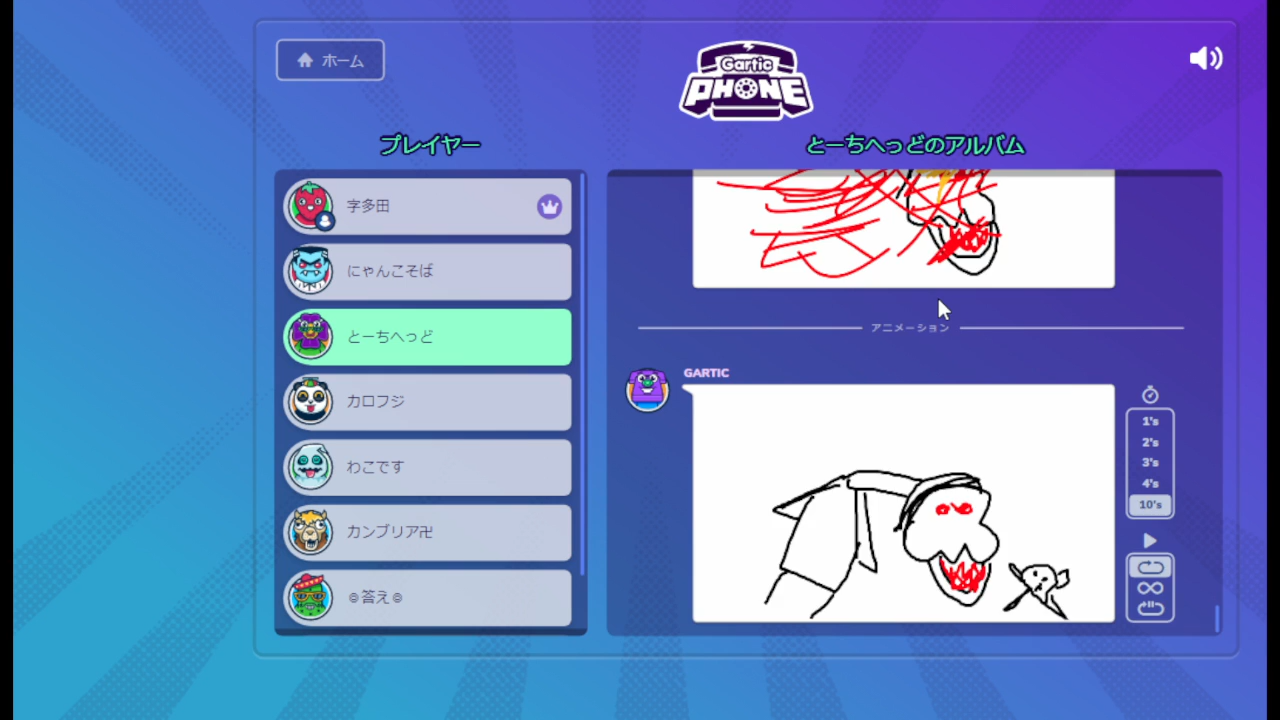 ホーム
Gartic
PHONE
プレイヤー
とーちへっどのアルバム
字多田
にゃんこそば
とーちへっど
カロフジ
わこです
カンブリア卍
◎答え◎
アニメーション
GARTIC
1's
2's
3's
4's
10's